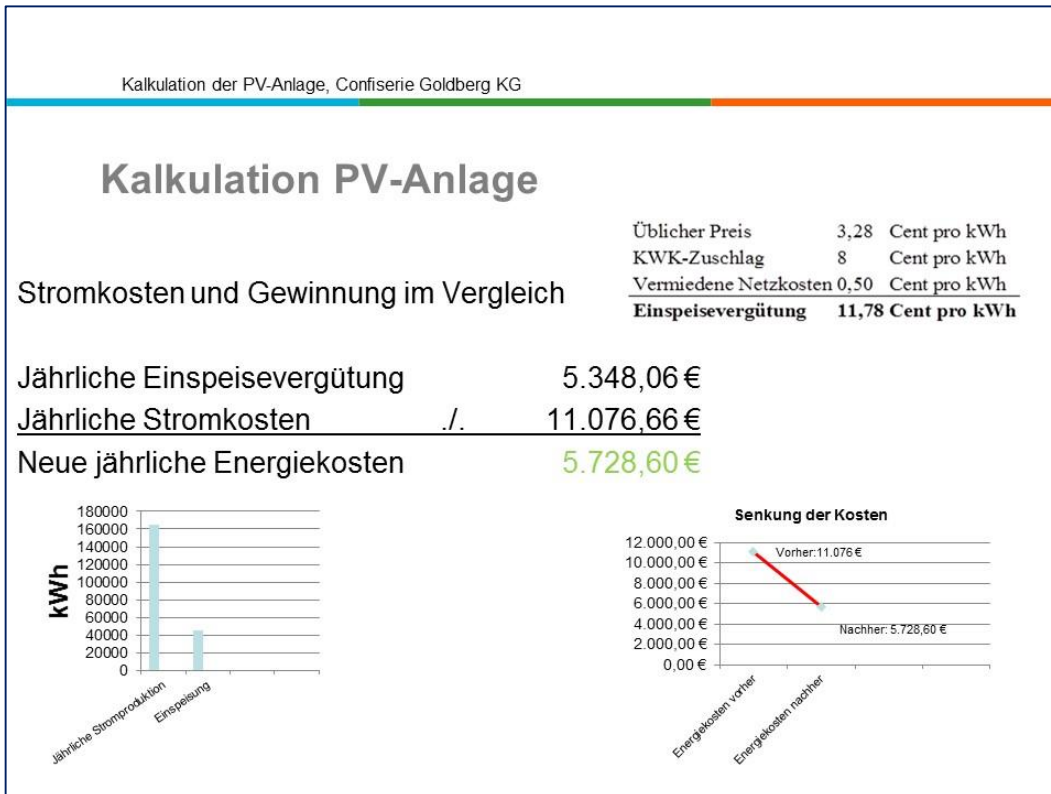 Kalkulation der PV-Anlage, Confiserie Goldberg KG
Kalkulation PV-Anlage
Üblicher Preis 3,28 Cent pro kWh
KWK-Zuschlag 8 Cent pro kWh
Vermiedene Netzkosten 0,50 Cent pro kWh
Einspeisevergütung 11,78 Cent pro kWh
Stromkosten und Gewinnung im Vergleich
Jährliche Einspeisevergütung 5.348,06 €
Jährliche Stromkosten ./. 11.076,66 €
Neue jährliche Energiekosten 5.728,60 €
kWh
180000
160000
140000
120000
100000
80000
60000
40000
20000
0
Jährliche Stromproduktion
Einspeisung
Senkung der Kosten
12.000,00 €
10.000,00 €
8.000,00 €
6.000,00 €
4.000,00 €
2.000,00 €
0,00 €
Vorher:11.076 €
Nachher: 5.728,60 €
Energiekosten vorher
Energiekosten nachher